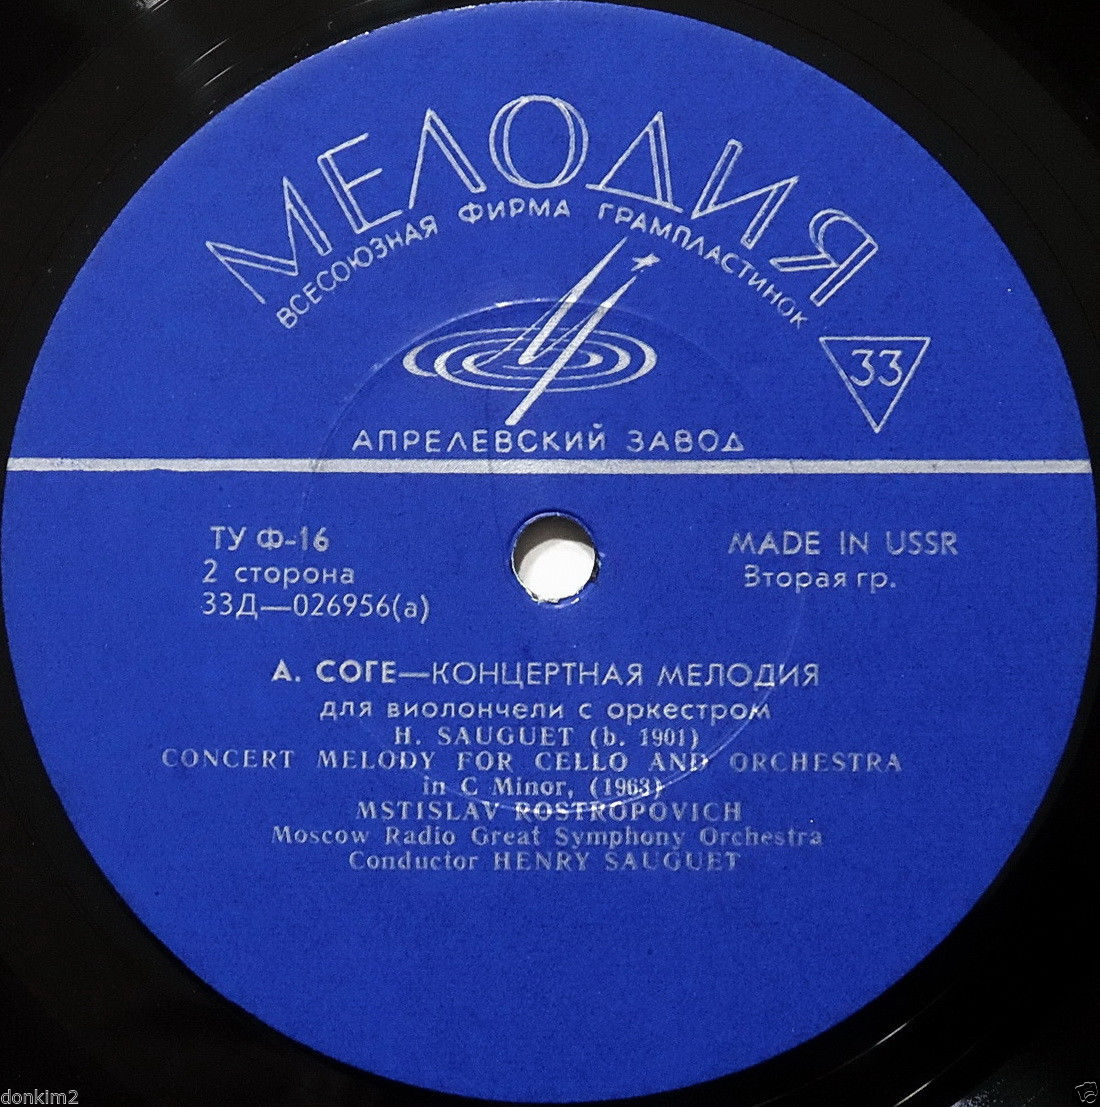 МЕЛОДИЯ
ВСЕСОЮЗНАЯ ФИРМА ГРАМПЛАСТИНОК
33
АПРЕЛЕВСКИЙ ЗАВОД
ТУ Ф-16
MADE IN USSR
2 сторона
Вторая гр.
33Д—026956(а)
А. СОГЕ—КОНЦЕРТНАЯ МЕЛОДИЯ
для виолончели с оркестром
H. SAUGUET (b. 1901)
CONCERT MELODY FOR CELLO AND ORCHESTRA
in C Minor, (1963)
MSTISLAV ROSTROPOVICH
Moscow Radio Great Symphony Orchestra
Conductor HENRY SAUGUET
donkim2